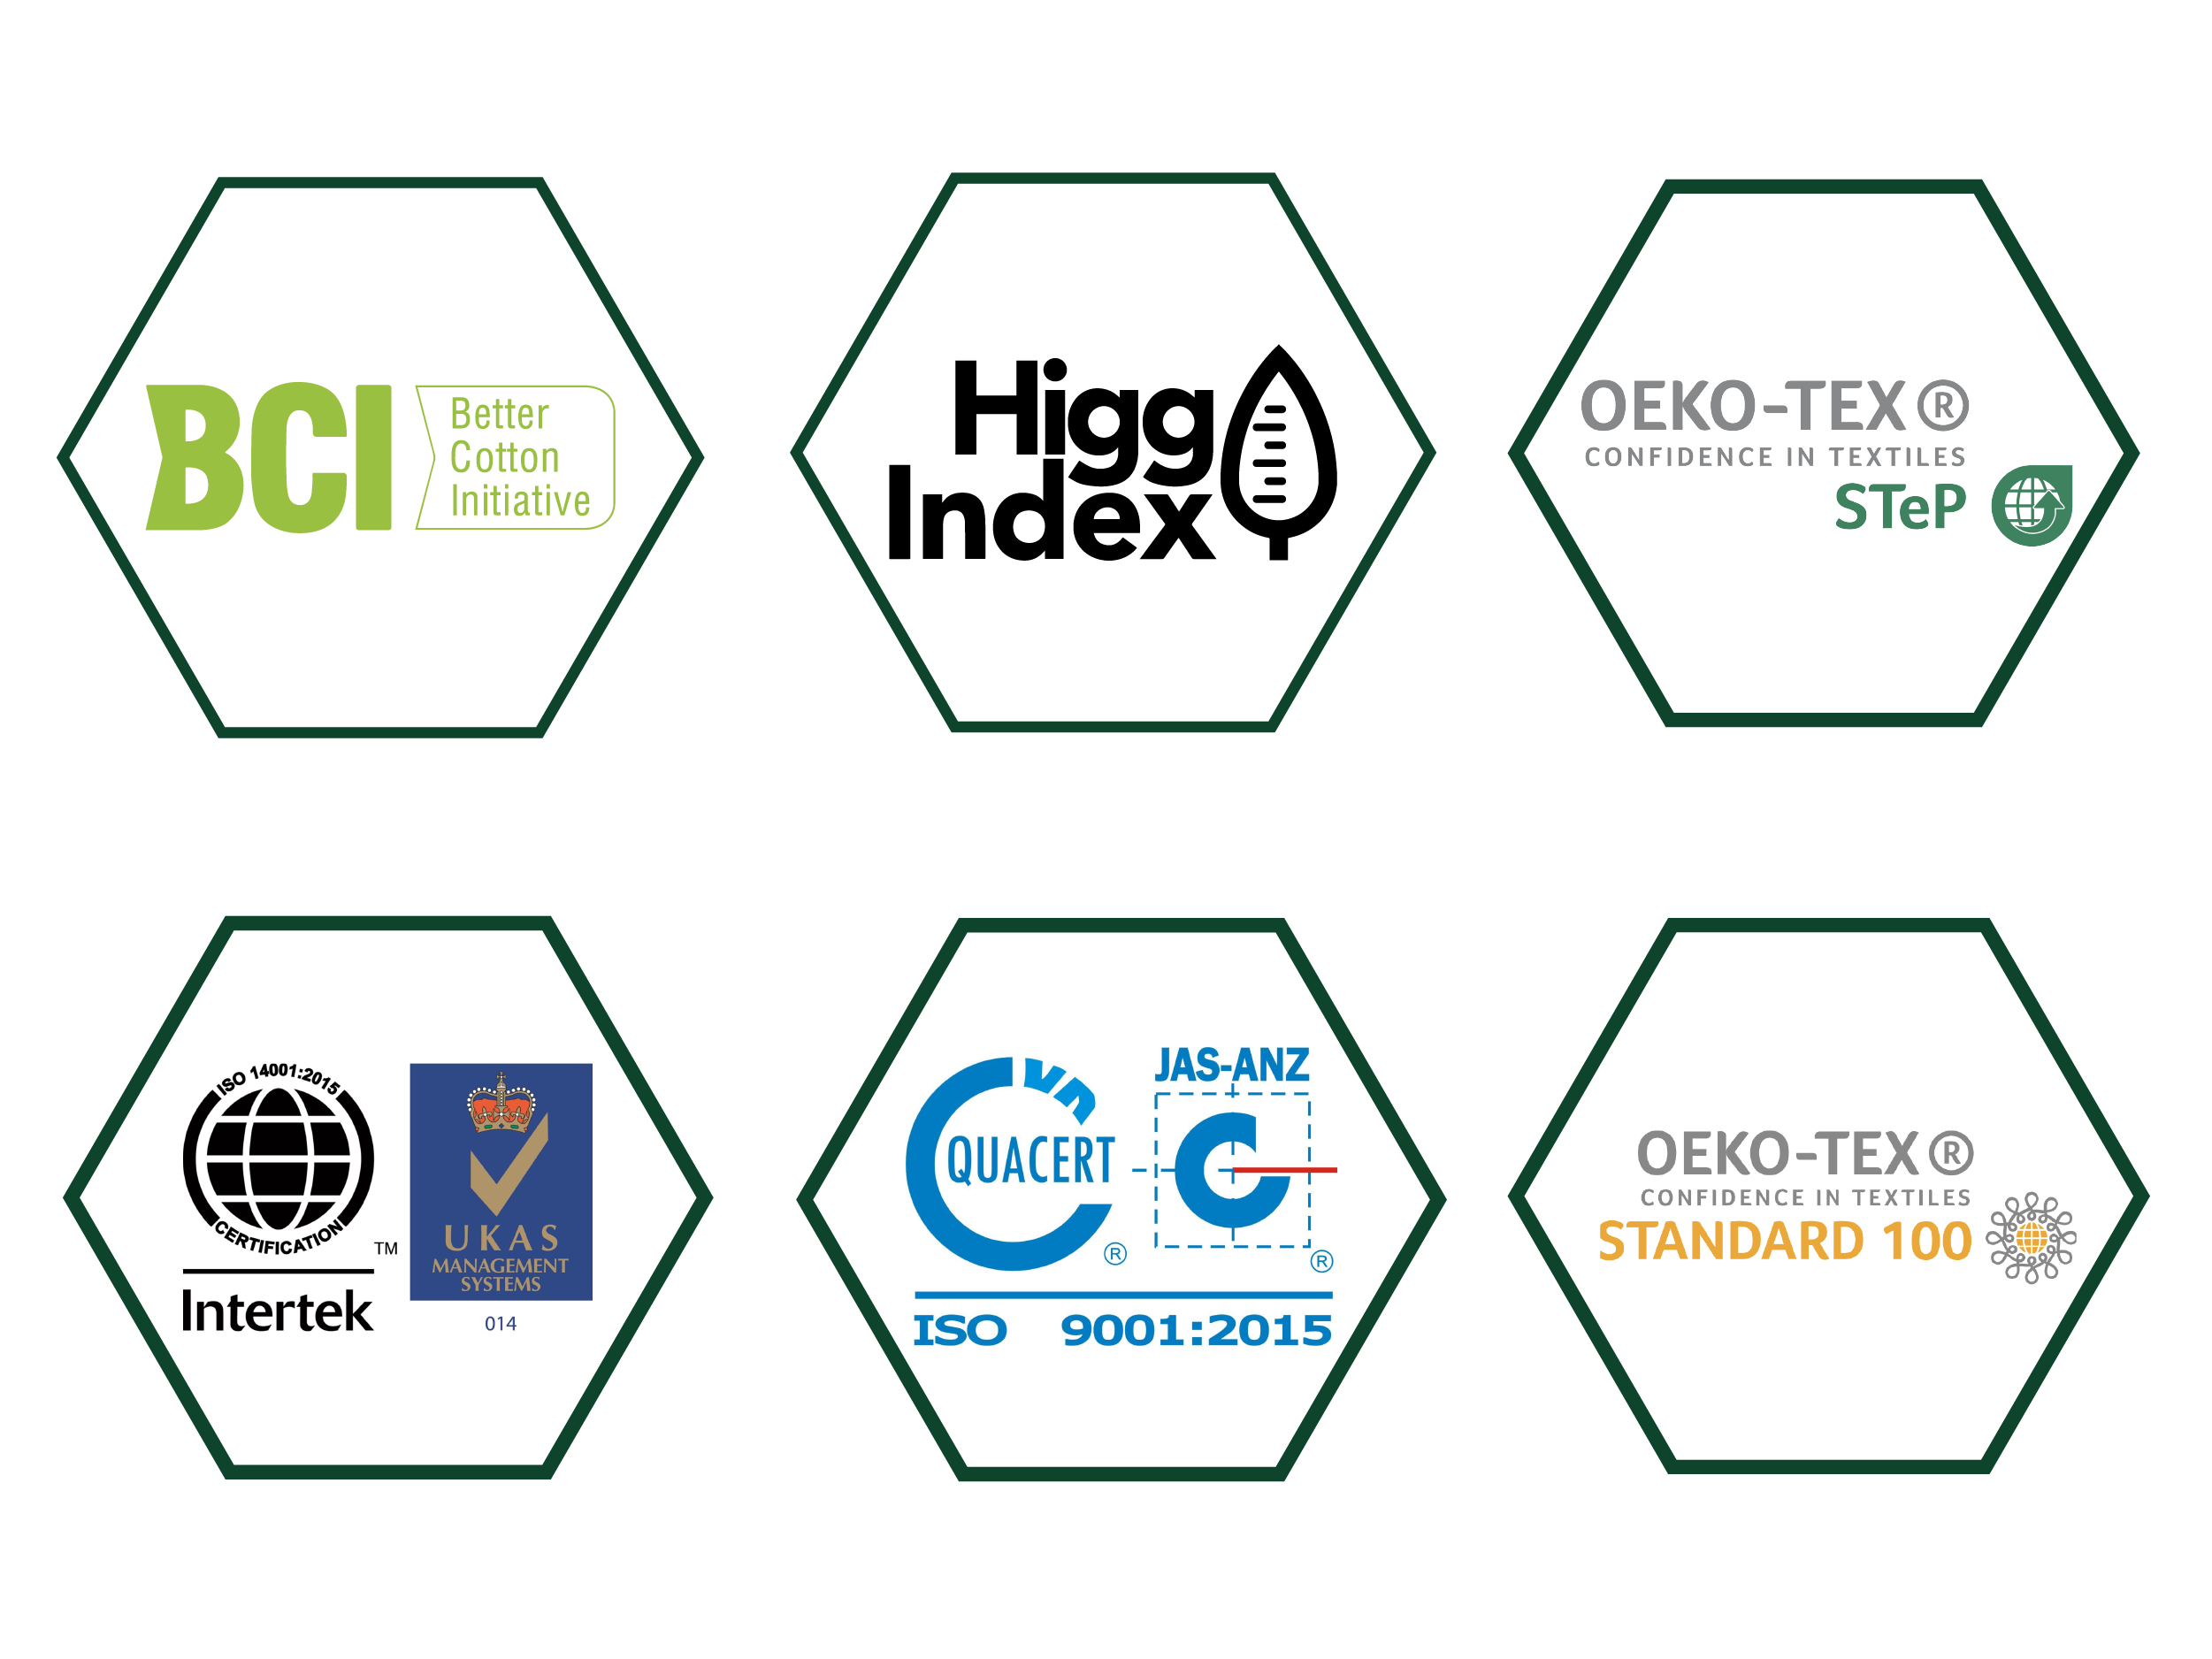 BCI
Better
Cotton
Initiative
Higg
Index
OEKO-TEX®
CONFIDENCE IN TEXTILES
STeP
ISO 14001:2015
CERTIFICATION
TM
Intertek
UKAS
MANAGEMENT
SYSTEMS
014
vn
QUACERT
®
JAS-ANZ
®
ISO 9001:2015
OEKO-TEX®
CONFIDENCE IN TEXTILES
STANDARD 100